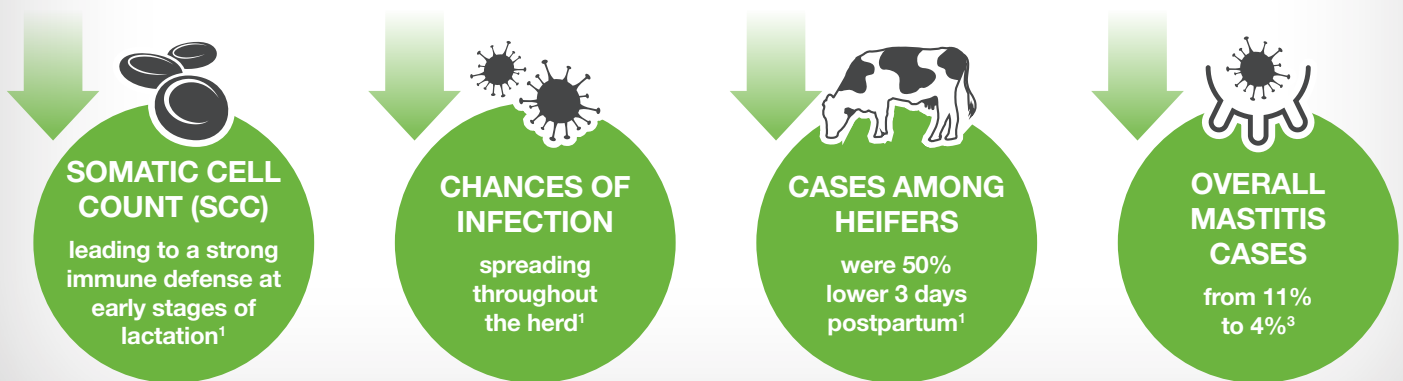 SOMATIC CELL
COUNT (SCC)
leading to a strong
immune defense at
early stages of
lactation¹
CHANCES OF
INFECTION
spreading
throughout
the herd¹
CASES AMONG
HEIFERS
were 50%
lower 3 days
postpartum¹
OVERALL
MASTITIS
CASES
from 11%
to 4%³